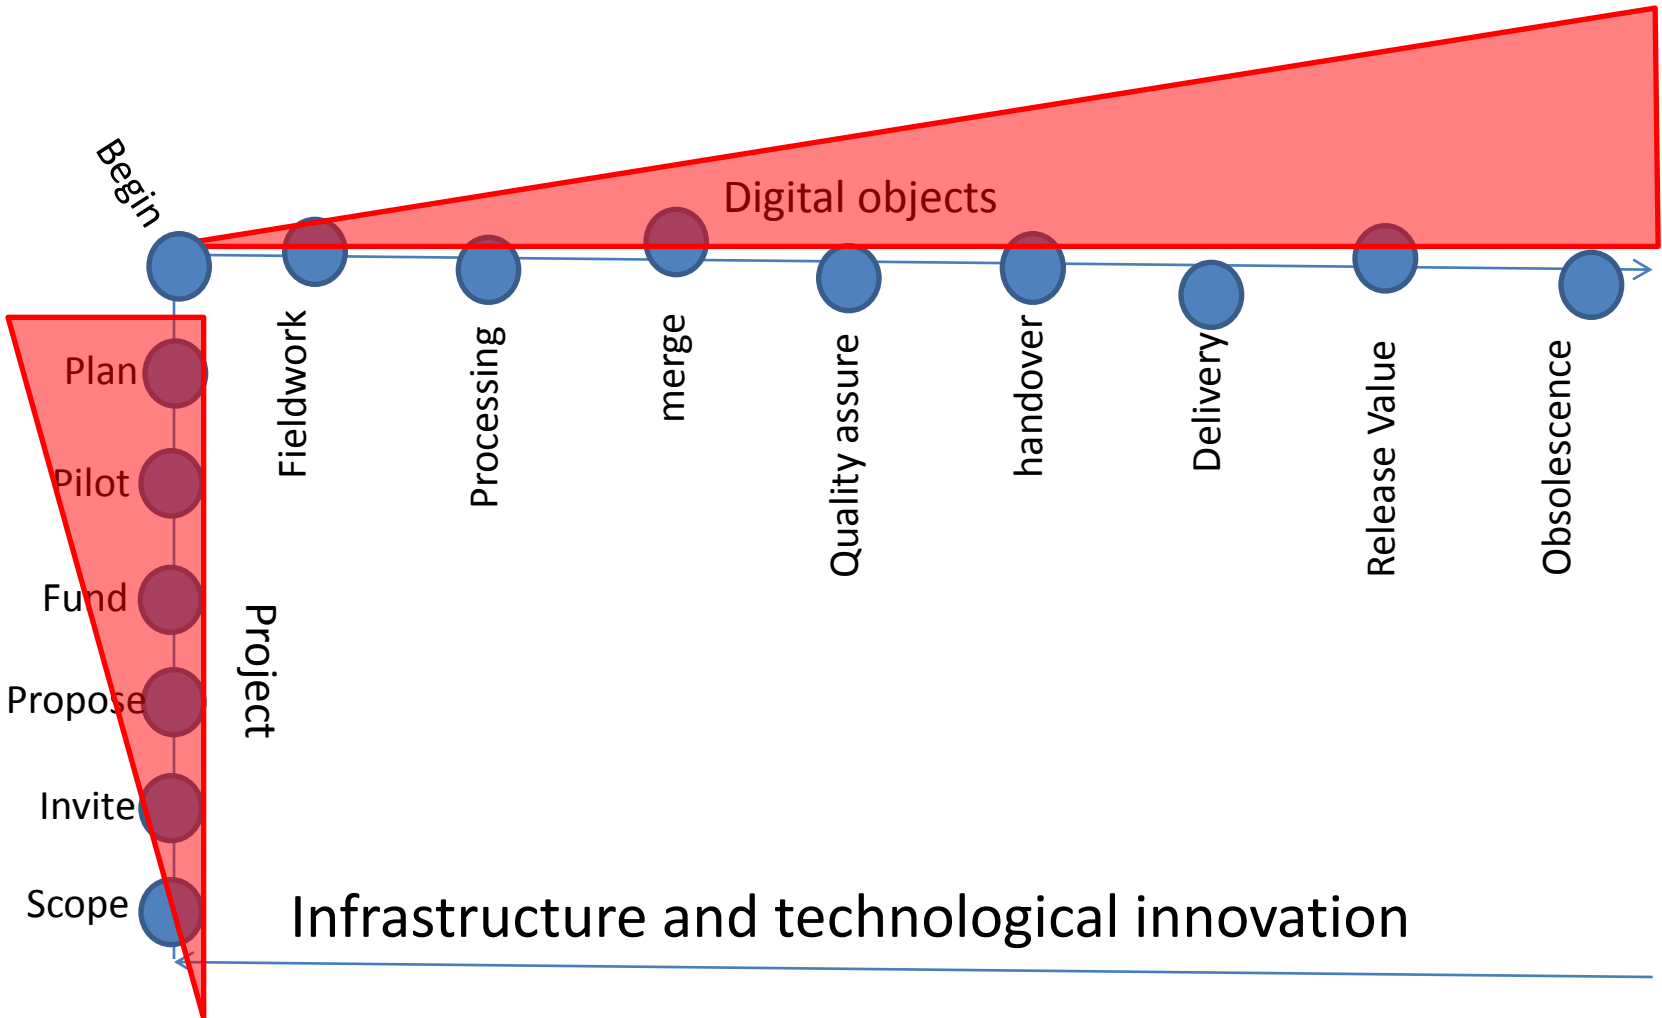 Begin
Digital objects
Fieldwork
Processing
merge
Quality assure
handover
Delivery
Release Value
Obsolescence
Plan
Pilot
Fund
Propose
Invite
Scope
Project
Infrastructure and technological innovation